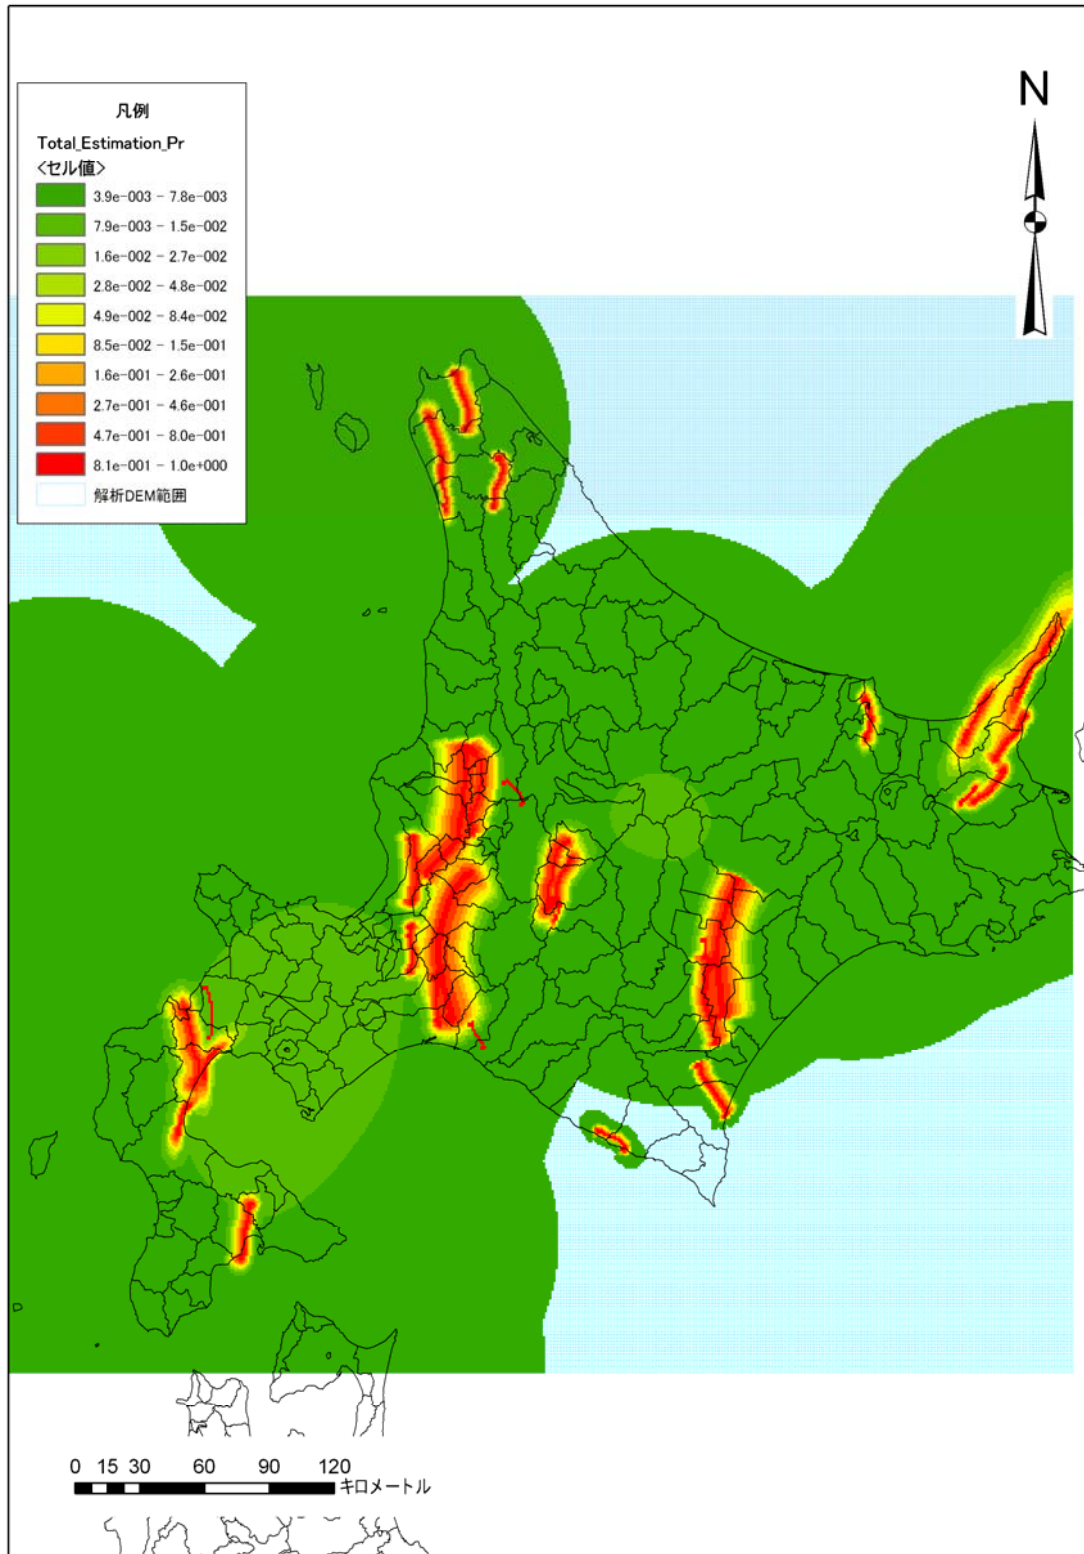 N
凡例
Total_Estimation_Pr
<セル値>
3.9e-003 - 7.8e-003
7.9e-003 - 1.5e-002
1.6e-002 - 2.7e-002
2.8e-002 - 4.8e-002
4.9e-002 - 8.4e-002
8.5e-002 - 1.5e-001
1.6e-001 - 2.6e-001
2.7e-001 - 4.6e-001
4.7e-001 - 8.0e-001
8.1e-001 - 1.0e+000
解析DEM範囲
0 15 30 60 90 120
キロメートル